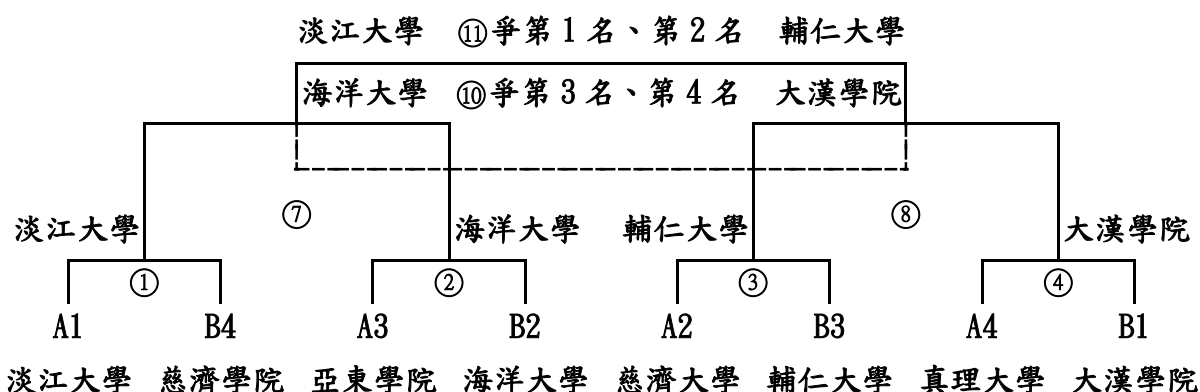 淡江大學 ⑪爭第1名、第2名 輔仁大學
海洋大學 ⑩爭第3名、第4名 大漢學院
⑦ ⑧
淡江大學 海洋大學 輔仁大學 大漢學院
① ② ③ ④
A1 B4 A3 B2 A2 B3 A4 B1
淡江大學 慈濟學院 亞東學院 海洋大學 慈濟大學 輔仁大學 真理大學 大漢學院